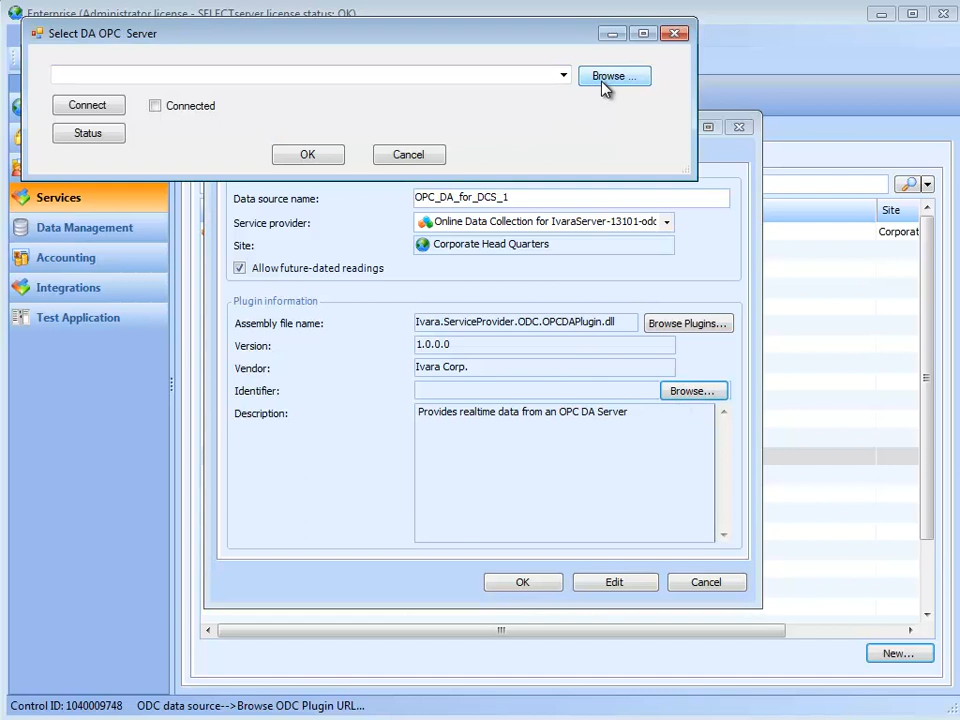 Enterprise (Administrator license - SELECTserver license status: OK)
Select DA OPC Server
Browse ...
Connect
Connected
Status
OK
Cancel
Services
Data Management
Accounting
Integrations
Test Application
Data source name:
OPC_DA_for_DCS_1
Service provider:
Online Data Collection for IvaraServer-13101-odc
Site:
Corporate Head Quarters
Allow future-dated readings
Plugin information
Assembly file name:
Ivara.ServiceProvider.ODC.OPCDAPlugin.dll
Browse Plugins...
Version:
1.0.0.0
Vendor:
Ivara Corp.
Identifier:
Browse...
Description:
Provides realtime data from an OPC DA Server
OK
Edit
Cancel
Site
Corporat
New...
Control ID: 1040009748
ODC data source-->Browse ODC Plugin URL...